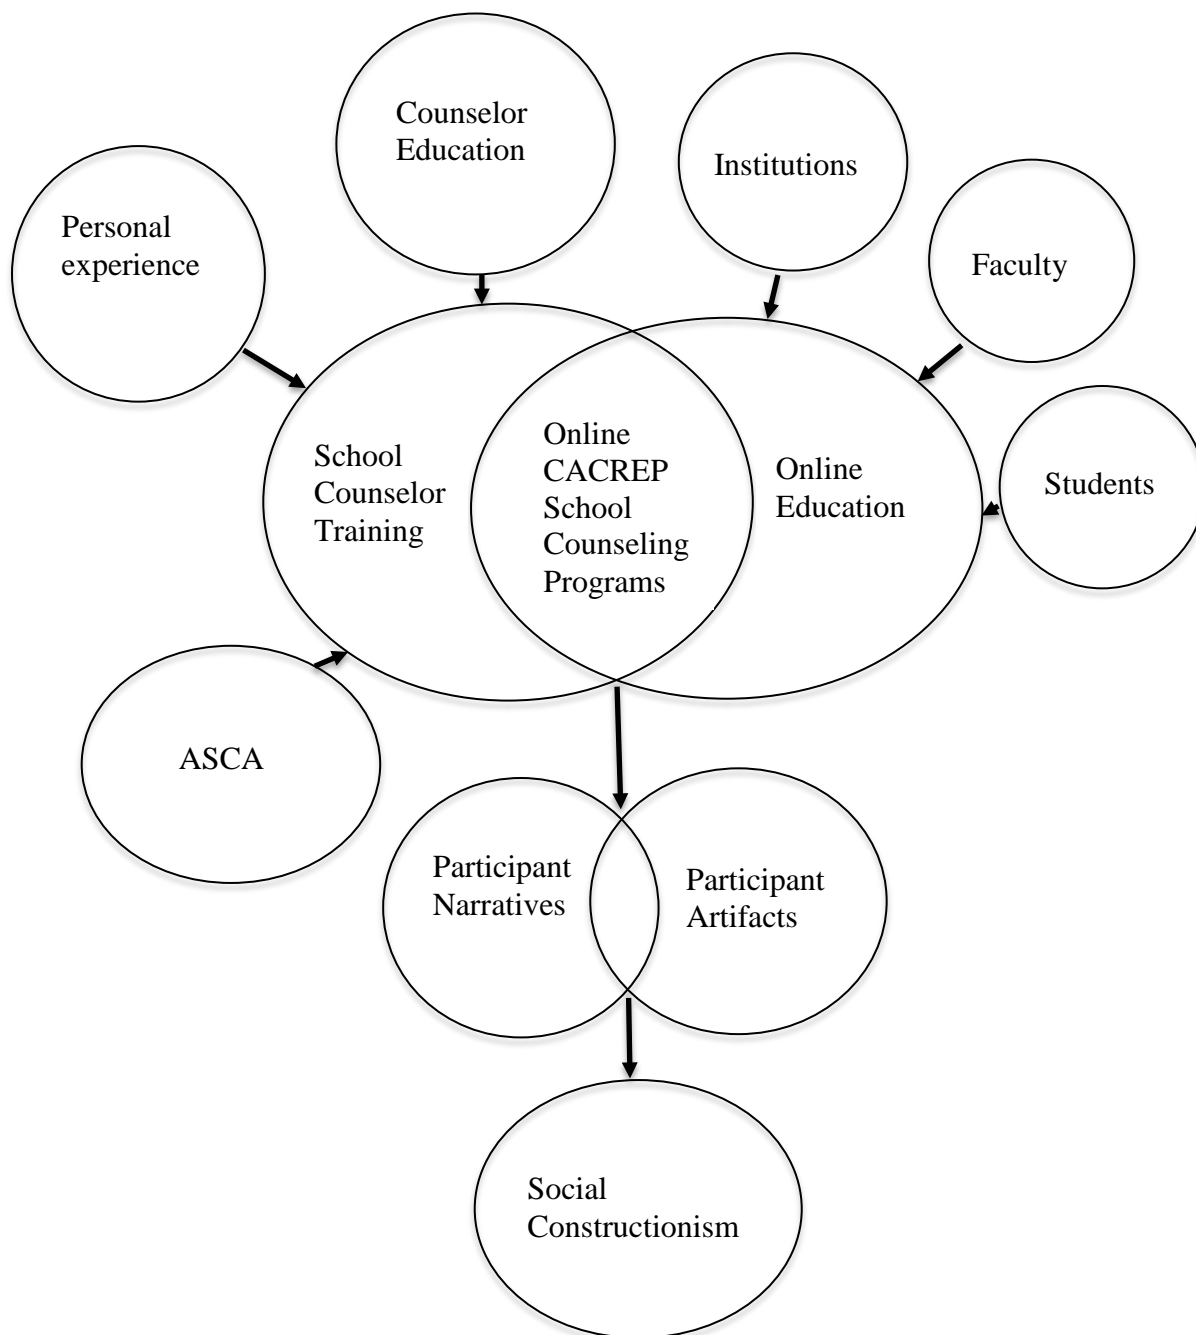 Counselor
Education
Institutions
Personal
experience
Faculty
School
Counselor
Training
Online
CACREP
School
Counseling
Programs
Online
Education
Students
ASCA
Participant
Narratives
Participant
Artifacts
Social
Constructionism